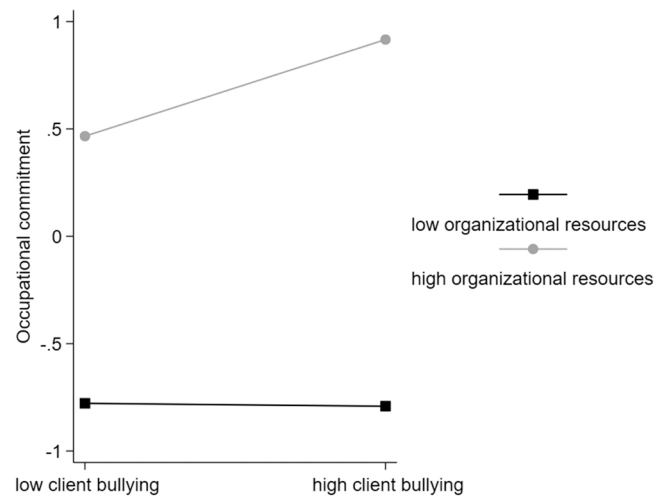 Occupational commitment
1
.5
0
-.5
-1
low client bullying
high client bullying
low organizational resources
high organizational resources